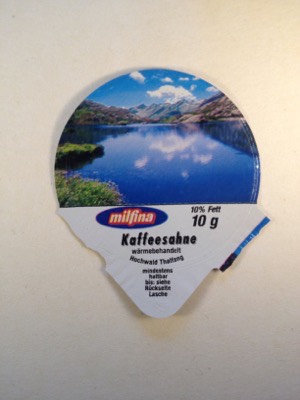 milfina
10% Fett
10 g
Kaffeesahne
wärmebehandelt
Hochwald Thalfang
mindestens
haltbar
bis: siehe
Rückseite
Lasche